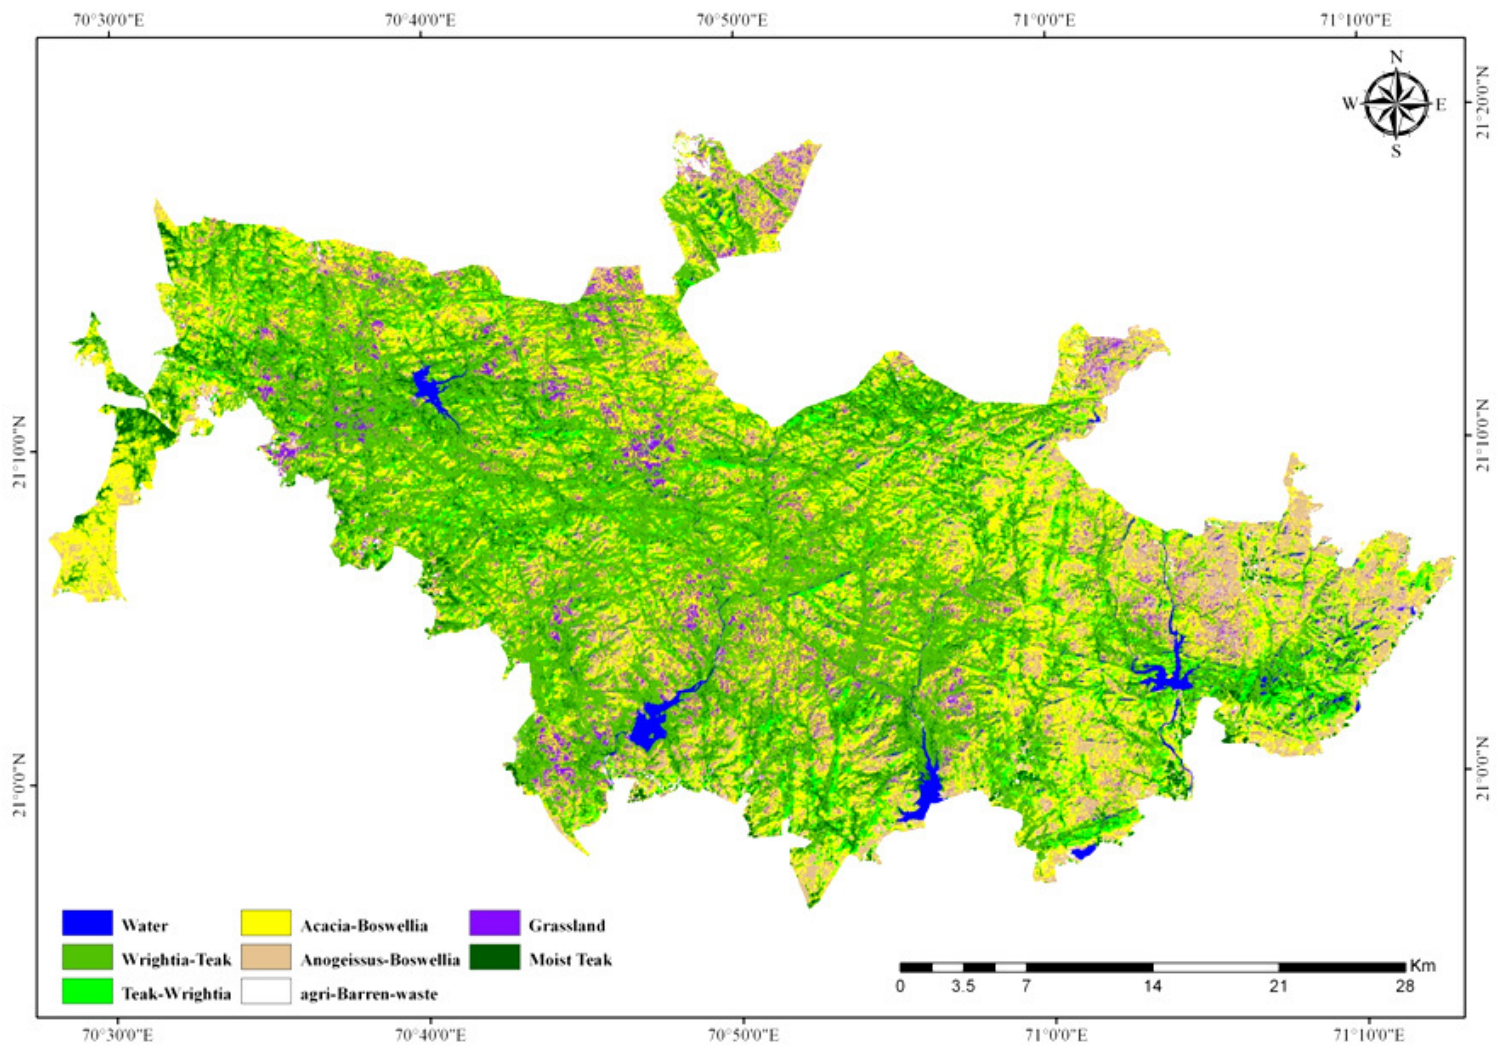 70°30'0"E 70°40'0"E 70°50'0"E 71°0'0"E 71°10'0"E
N
W E
S
21°20'0"N
21°10'0"N 21°10'0"N
21°0'0"N 21°0'0"N
Water Acacia-Boswellia Grassland
Wrightia-Teak Anogeissus-Boswellia Moist Teak
Teak-Wrightia agri-Barren-waste
Km
0 3.5 7 14 21 28
70°30'0"E 70°40'0"E 70°50'0"E 71°0'0"E 71°10'0"E